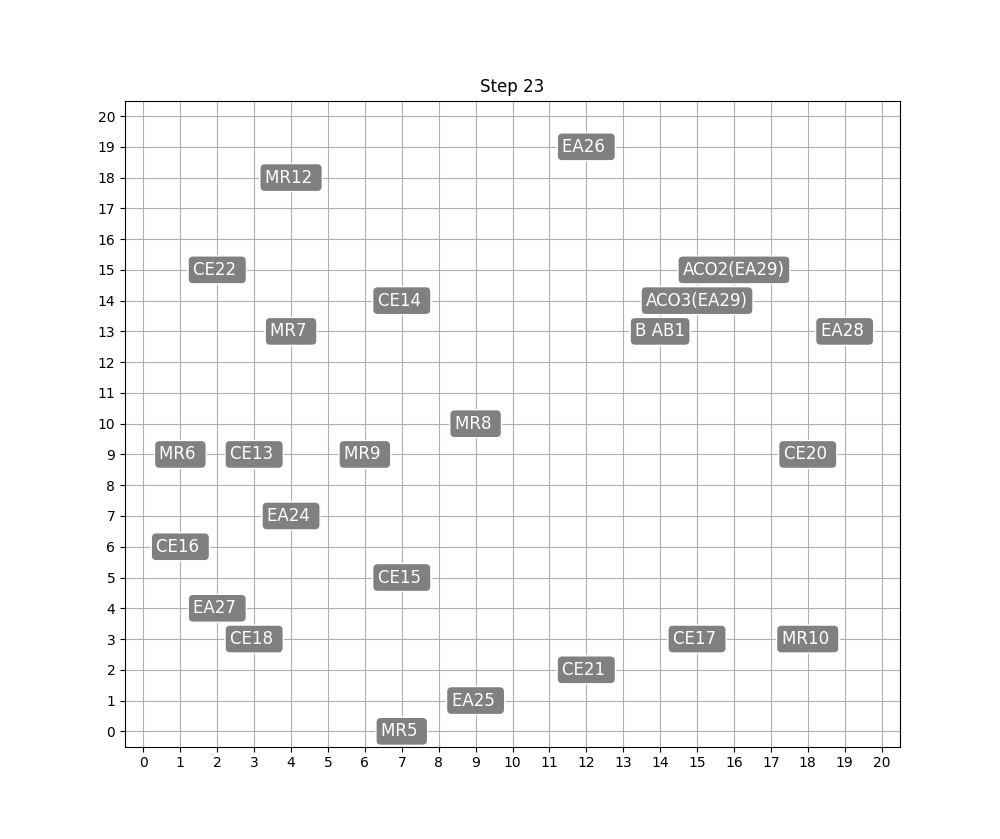 Step 23
20
19
18
17
16
15
14
13
12
11
10
9
8
7
6
5
4
3
2
1
0
EA26
MR12
CE22
ACO2(EA29)
CE14
ACO3(EA29)
MR7
B AB1
EA28
MR8
MR6
CE13
MR9
CE20
EA24
CE16
CE15
EA27
CE18
CE17
MR10
CE21
EA25
MR5
0 1 2 3 4 5 6 7 8 9 10 11 12 13 14 15 16 17 18 19 20